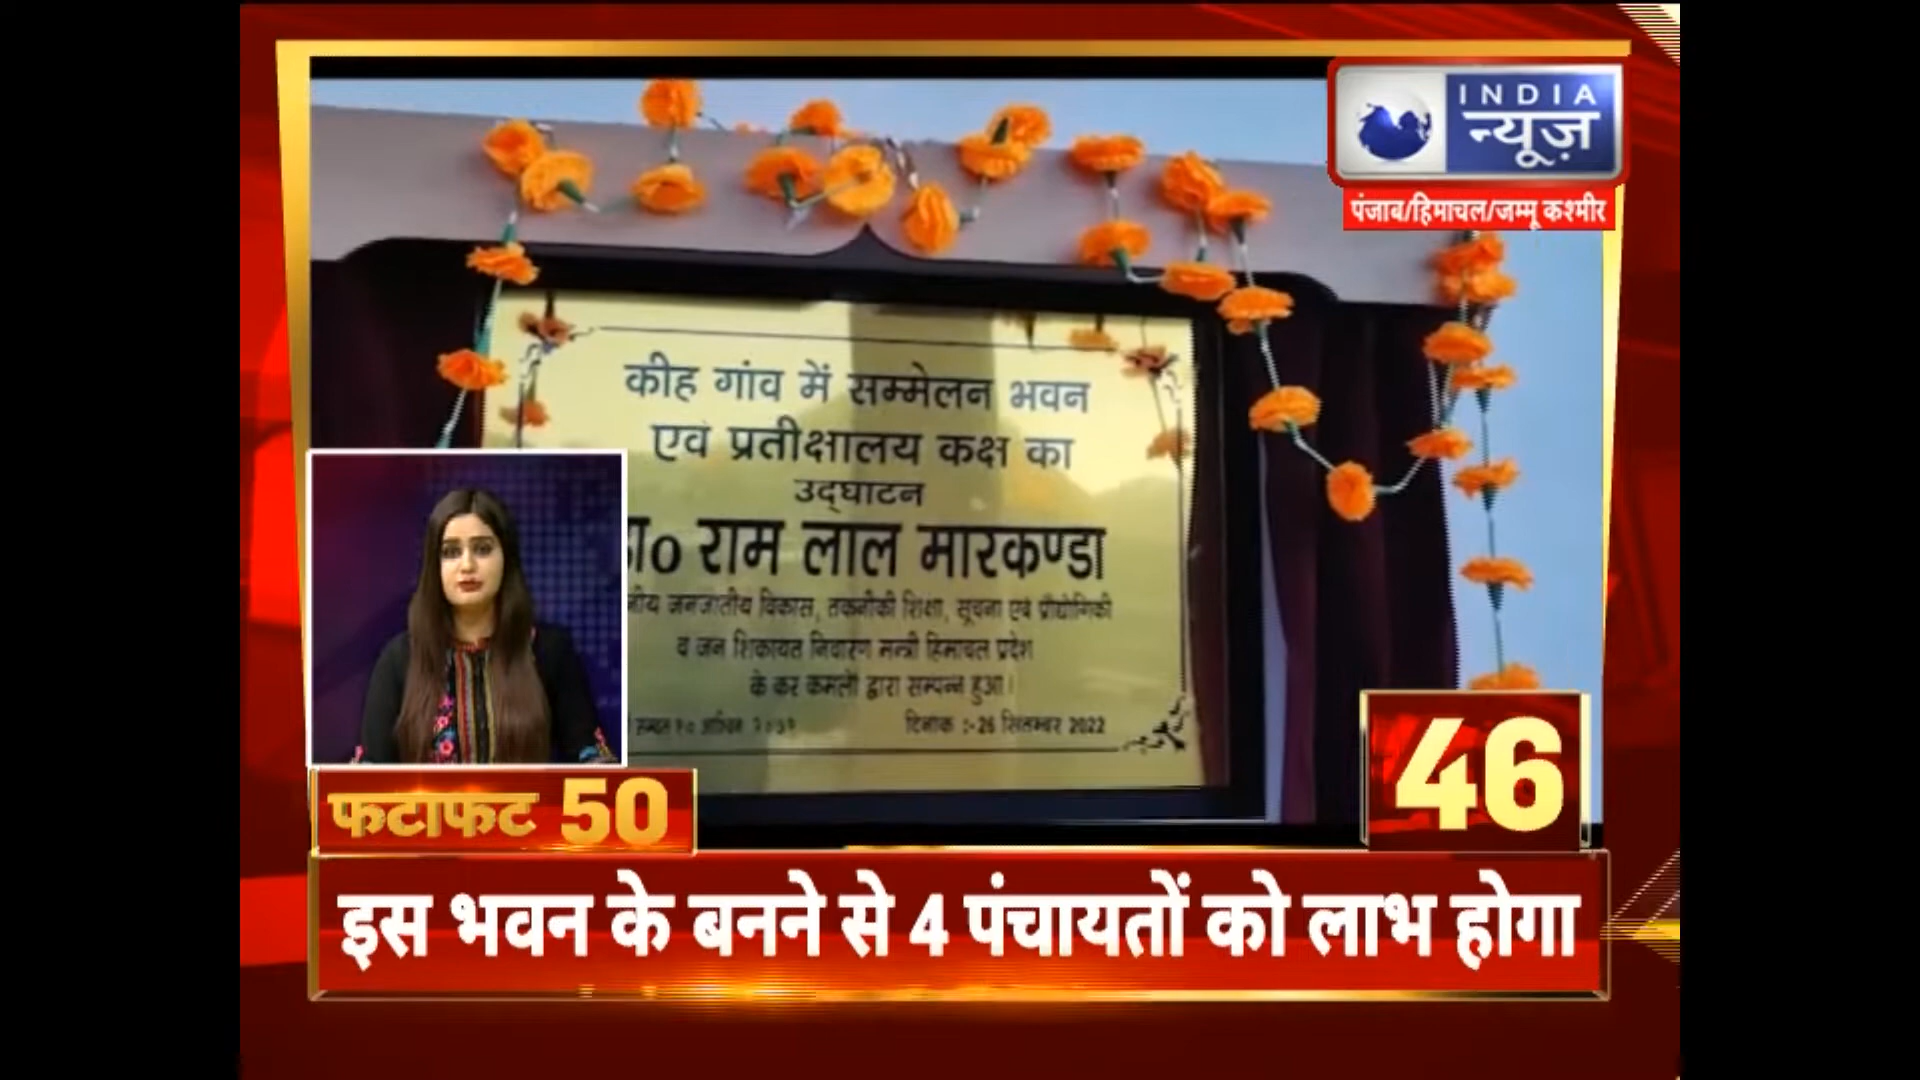 INDIA
न्यूज़
पंजाब/हिमाचल/जम्मू कश्मीर
कीह गांव में सम्मेलन भवन
एवं प्रतीक्षालय कक्ष का
उद्घाटन
डा० राम लाल मारकण्डा
जनजातीय विकास, तकनीकी शिक्षा, सूचना एवं प्रौद्योगिकी
व जन शिकायत निवारण मन्त्री हिमाचल प्रदेश
के कर कमलों द्वारा सम्पन्न हुआ।
दिनांक :-26 सितम्बर 2022
46
फटाफट 50
इस भवन के बनने से 4 पंचायतों को लाभ होगा